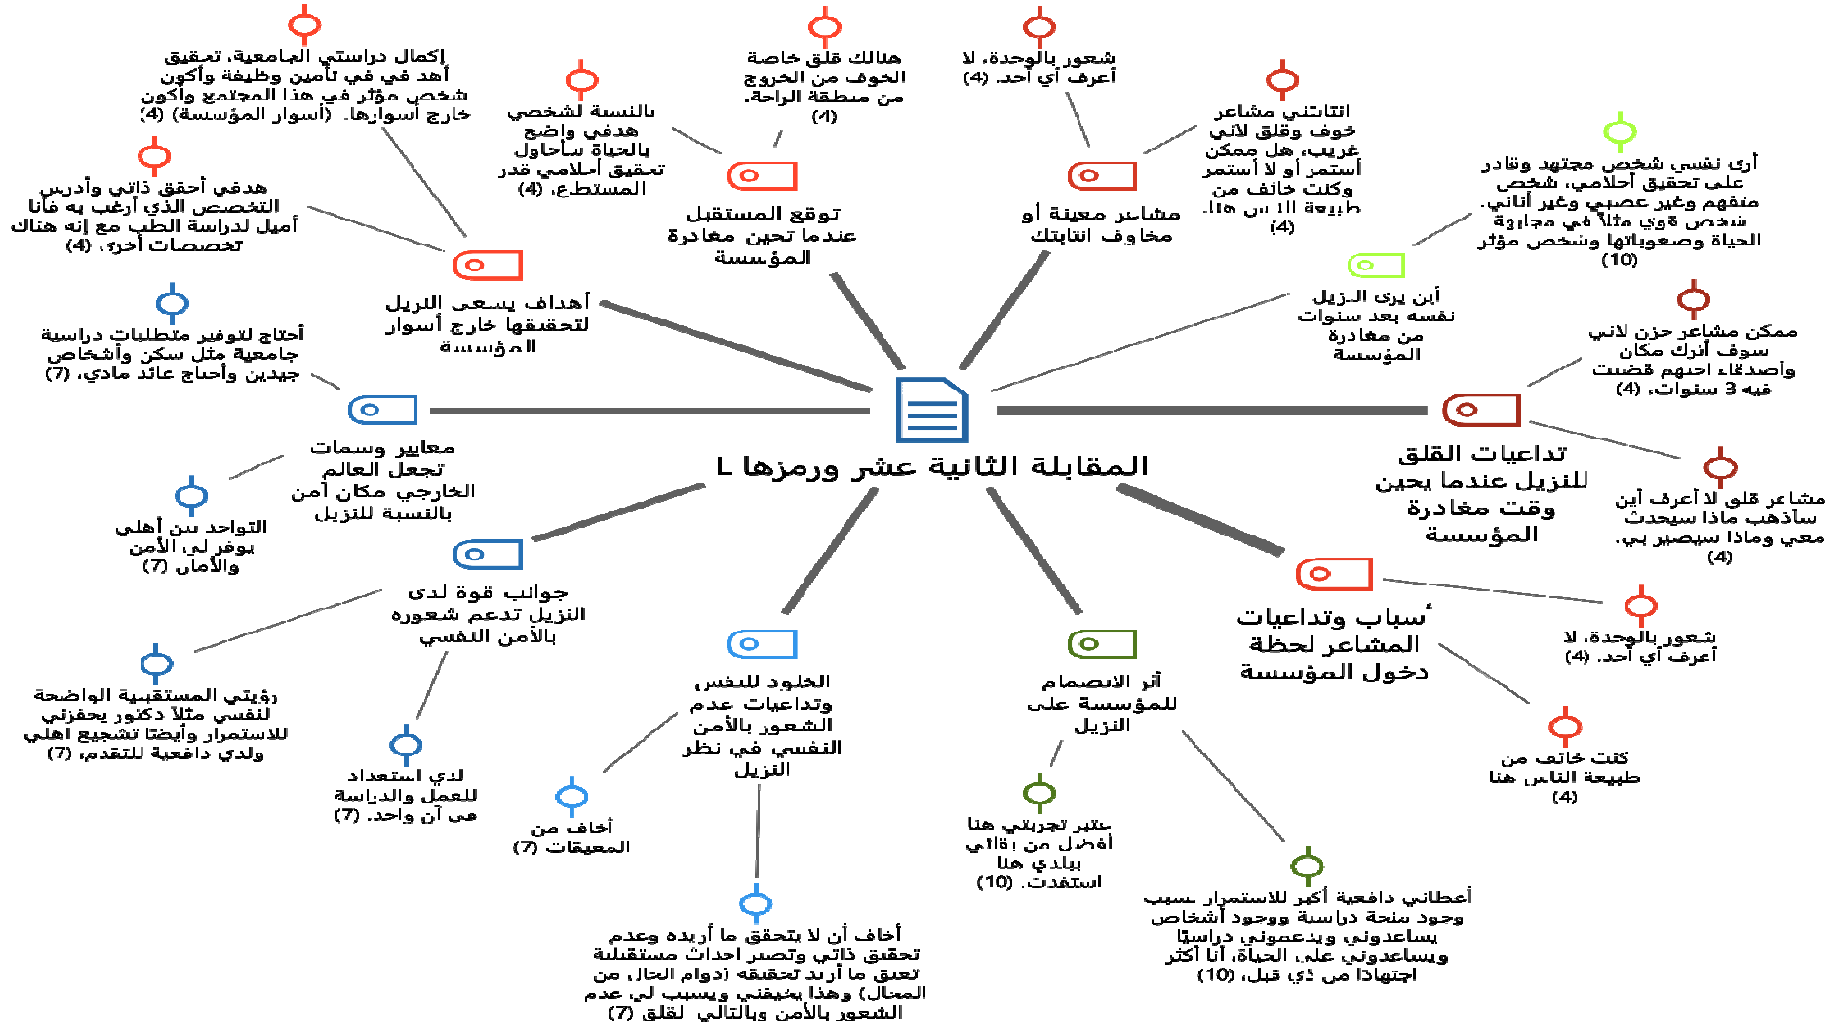 المقابلة الثانية عشر ورمزها L
أهداف يسعى النزيل
لتحقيقها خارج أسوار
المؤسسة
إكمال دراستي الجامعية، تحقيق
أهد في في تأمين وظيفة وأكون
شخص مؤثر في هذا المجتمع وأكون
خارج أسوارها. (أسوار المؤسسة) (4)
هدفي أحقق ذاتي وأدرس
التخصص الذي أرغب به فأنا
أميل لدراسة الطب مع إنه هناك
تخصصات أخرى، (4)
توقع المستقبل
عندما تحين مغادرة
المؤسسة
بالنسبة لشخصي
هدفي واضح
بالحياة سأحاول
تحقيق أحلامي قدر
المستطع، (4)
هنالك قلق خاصة
الخوف من الخروج
من منطقة الراحة.
(4)
مشاعر معينة أو
مخاوف انتابتك
شعور بالوحدة، لا
أعرف أي أحد. (4)
انتابتني مشاعر
خوف وقلق لاني
غريب، هل ممكن
أستمر أو لا أستمر
وكنت خائف من
طبيعة الناس هنا.
(4)
أين يرى النزيل
نفسه بعد سنوات
من مغادرة
المؤسسة
أرى نفسي شخص مجتهد وقادر
على تحقيق أحلامي، شخص
متفهم وغير عصبي وغير أناني.
شخص قوي مثلاً في مجابهة
الحياة وصعوباتها وشخص مؤثر
(10)
تداعيات القلق
للنزيل عندما يحين
وقت مغادرة
المؤسسة
ممكن مشاعر حزن لاني
سوف أترك مكان
وأصدقاء احبهم قضيت
فيه 3 سنوات، (4)
مشاعر قلق لا أعرف أين
سأذهب ماذا سيحدث
معي وماذا سيصير بي.
(4)
أسباب وتداعيات
المشاعر لحظة
دخول المؤسسة
شعور بالوحدة، لا
أعرف أي أحد. (4)
كنت خائف من
طبيعة الناس هنا
(4)
أثر الانضمام
للمؤسسة على
النزيل
عتبر تجربتي هنا
أفضل من بقائي
ببلدي هنا
استفدت. (10)
أعطاني دافعية أكبر للاستمرار بسبب
وجود منحة دراسية ووجود أشخاص
يساعدوني ويدعموني دراسيًا
ويساعدوني على الحياة، أنا أكثر
اجتهادًا من ذي قبل، (10)
الخلود للنفس
وتداعيات عدم
الشعور بالأمن
النفسي في نظر
النزيل
أخاف من
المعيقات (7)
أخاف أن لا يتحقق ما أريده وعدم
تحقيق ذاتي وتصير احداث مستقبلية
تعيق ما أريد تحقيقه (دوام الحال من
المحال) وهذا يخيفني ويسبب لي عدم
الشعور بالأمن وبالتالي لقلق (7)
جوانب قوة لدى
النزيل تدعم شعوره
بالأمن النفسي
رؤيتي المستقبلية الواضحة
لنفسي مثلاً دكتور يحفزني
للاستمرار وأيضًا تشجيع اهلي
ولدي دافعية للتقدم، (7)
لدي استعداد
للعمل والدراسة
في آن واحد. (7)
معايير وسمات
تجعل العالم
الخارجي مكان آمن
بالنسبة للنزيل
أحتاج لتوفير متطلبات دراسية
جامعية مثل سكن وأشخاص
جيدين وأحتاج عائد مادي، (7)
التواجد بين أهلي
يوفر لي الأمن
والأمان (7)